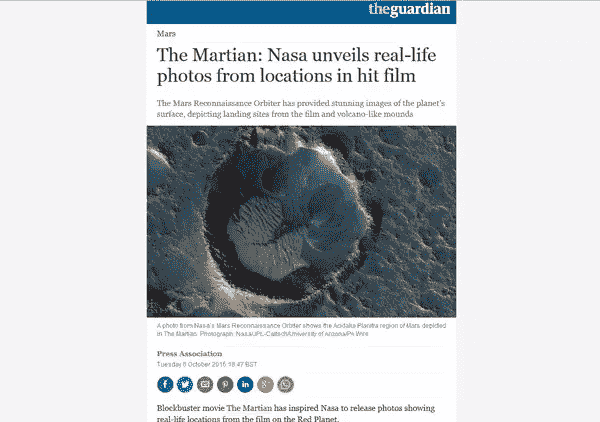 theguardian
Mars
The Martian: Nasa unveils real-life
photos from locations in hit film
The Mars Reconnaissance Orbiter has provided stunning images of the planet's
surface, depicting landing sites from the film and volcano-like mounds
A photo from Nasa's Mars Reconnaissance Orbiter shows the Acidalia Planitia region of Mars depicted
in The Martian. Photograph: Nasa/JPL-Caltech/University of Arizona/PA Wire
Press Association
Tuesday 6 October 2015 18.47 BST
Blockbuster movie The Martian has inspired Nasa to release photos showing
real-life locations from the film on the Red Planet.